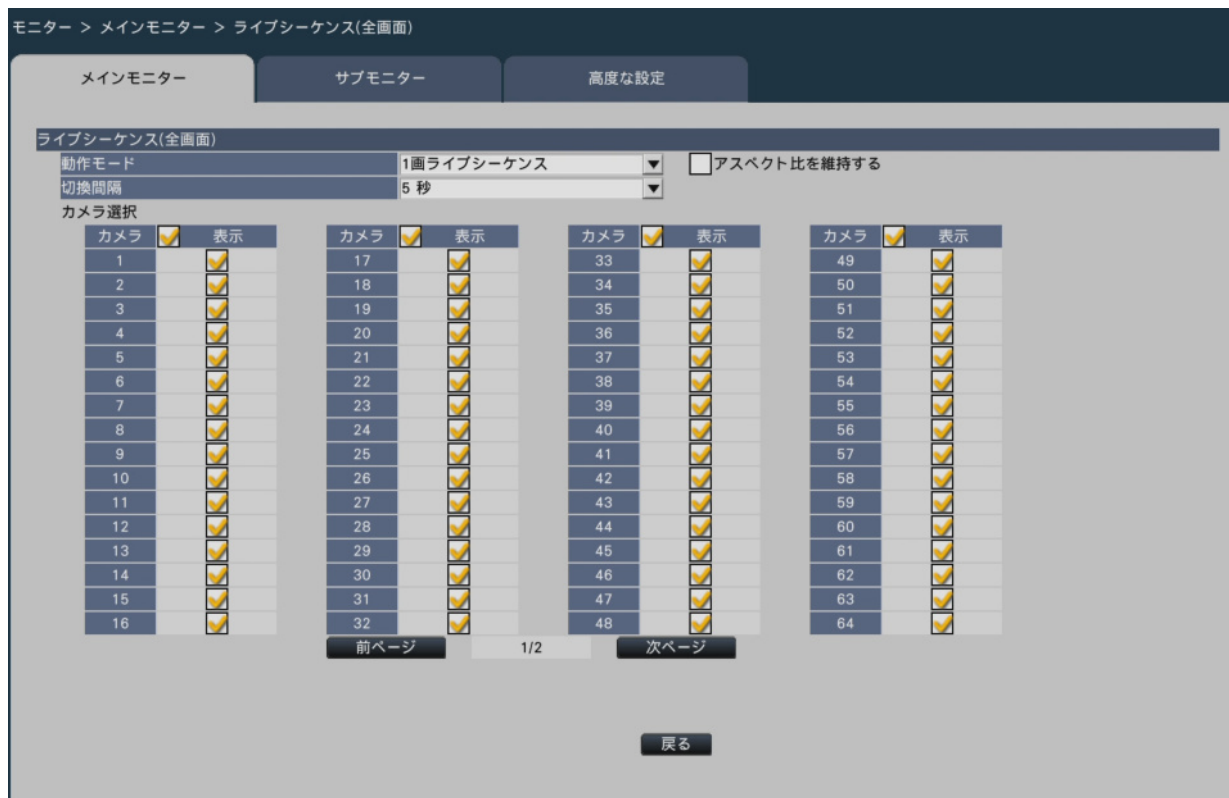 モニター > メインモニター > ライブシーケンス(全画面)
メインモニター サブモニター 高度な設定
ライブシーケンス(全画面)
動作モード 1画ライブシーケンス アスペクト比を維持する
切換間隔 5 秒
カメラ選択
カメラ 表示 カメラ 表示 カメラ 表示 カメラ 表示
1 17 33 49
2 18 34 50
3 19 35 51
4 20 36 52
5 21 37 53
6 22 38 54
7 23 39 55
8 24 40 56
9 25 41 57
10 26 42 58
11 27 43 59
12 28 44 60
13 29 45 61
14 30 46 62
15 31 47 63
16 32 48 64
前ページ 1/2 次ページ
戻る